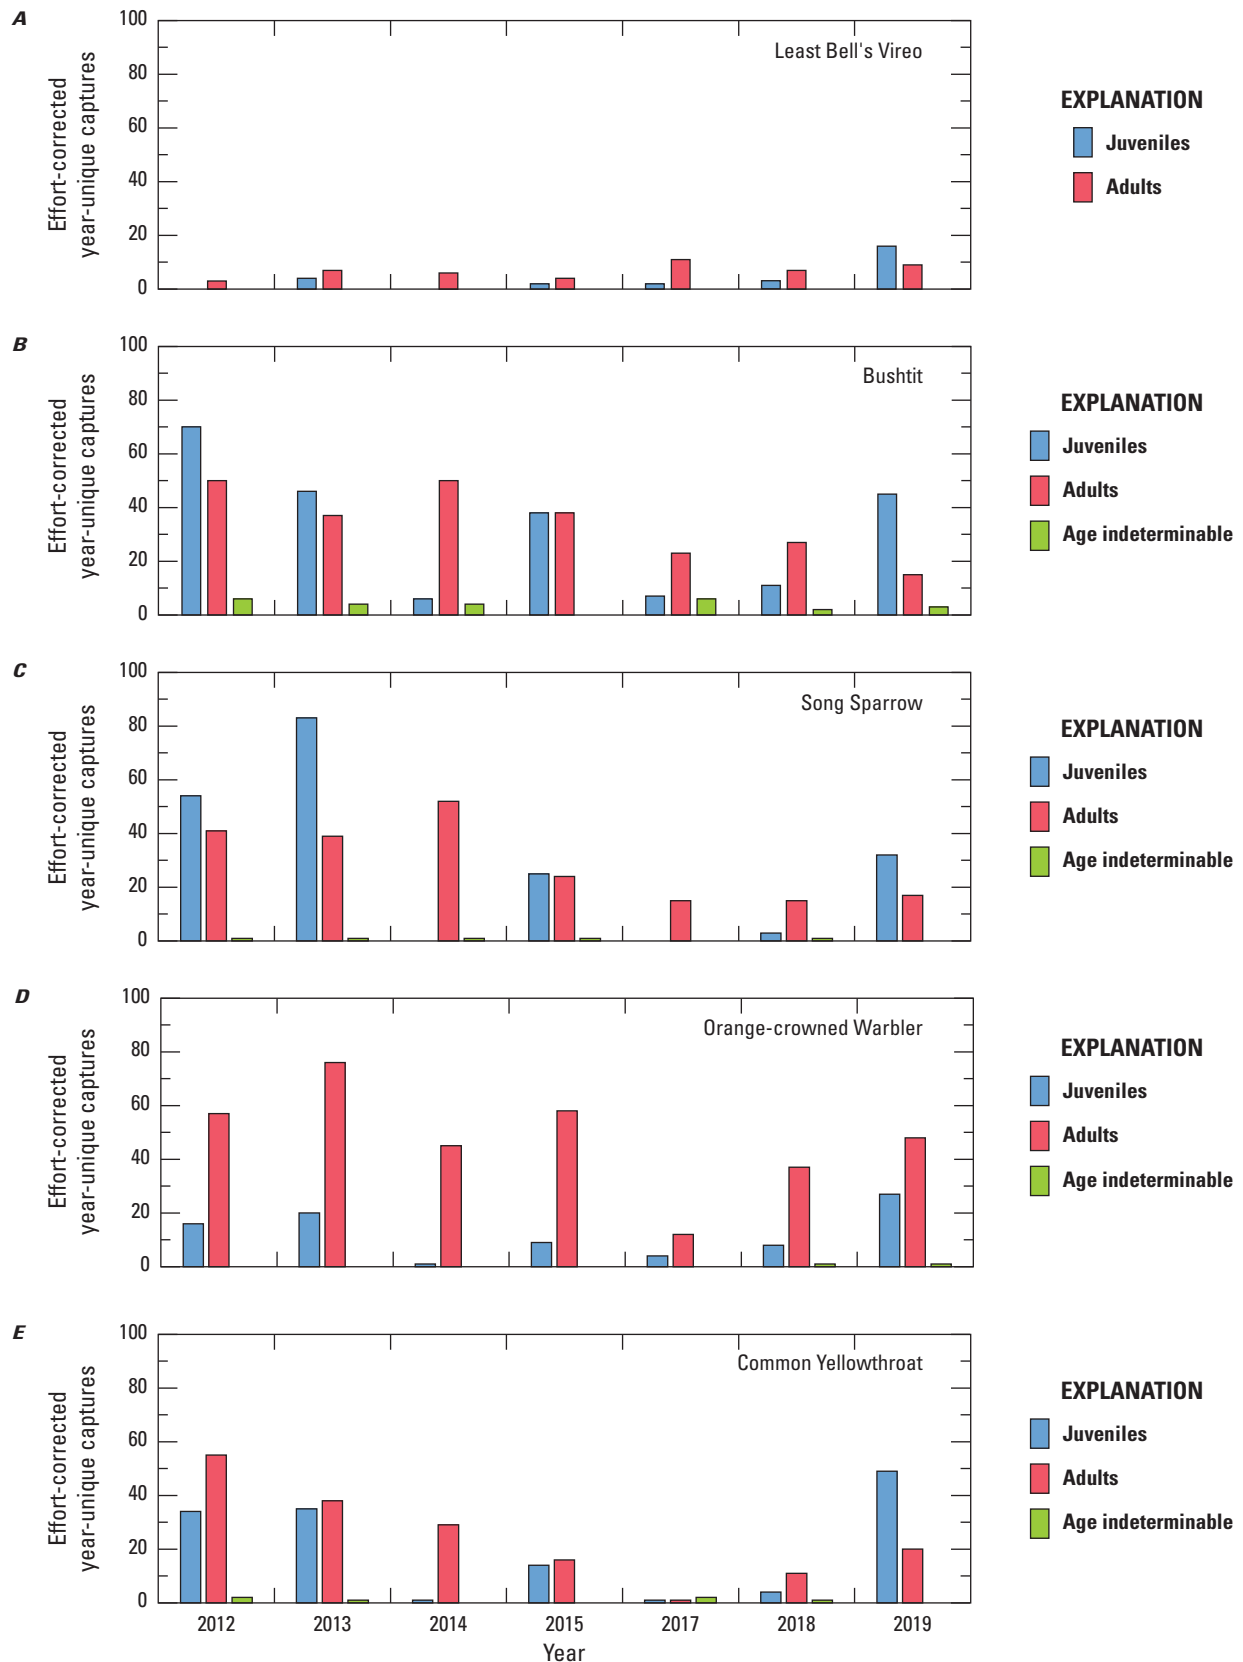 A
100
80
60
40
20
0
Effort-corrected
year-unique captures
Least Bell's Vireo
EXPLANATION
Juveniles
Adults
B
100
80
60
40
20
0
Effort-corrected
year-unique captures
Bushtit
EXPLANATION
Juveniles
Adults
Age indeterminable
C
100
80
60
40
20
0
Effort-corrected
year-unique captures
Song Sparrow
EXPLANATION
Juveniles
Adults
Age indeterminable
D
100
80
60
40
20
0
Effort-corrected
year-unique captures
Orange-crowned Warbler
EXPLANATION
Juveniles
Adults
Age indeterminable
E
100
80
60
40
20
0
Effort-corrected
year-unique captures
Common Yellowthroat
EXPLANATION
Juveniles
Adults
Age indeterminable
2012 2013 2014 2015 2017 2018 2019
Year